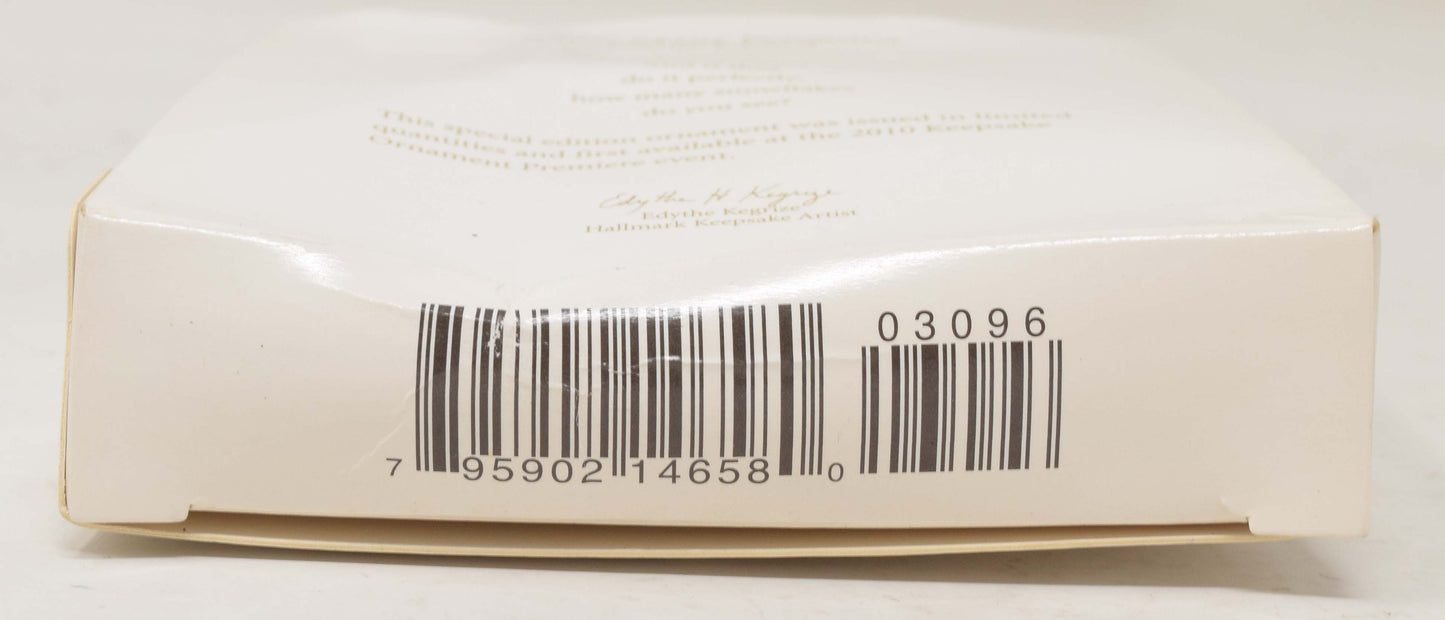 do it perfectly,
how many snowflakes
do you see?
This special edition ornament was issued in limited
quantities and first available at the 2010 Keepsake
Ornament Premiere event.
Edythe H Kegrize
Edythe Kegrize
Hallmark Keepsake Artist
03096
7 95902 14658 0